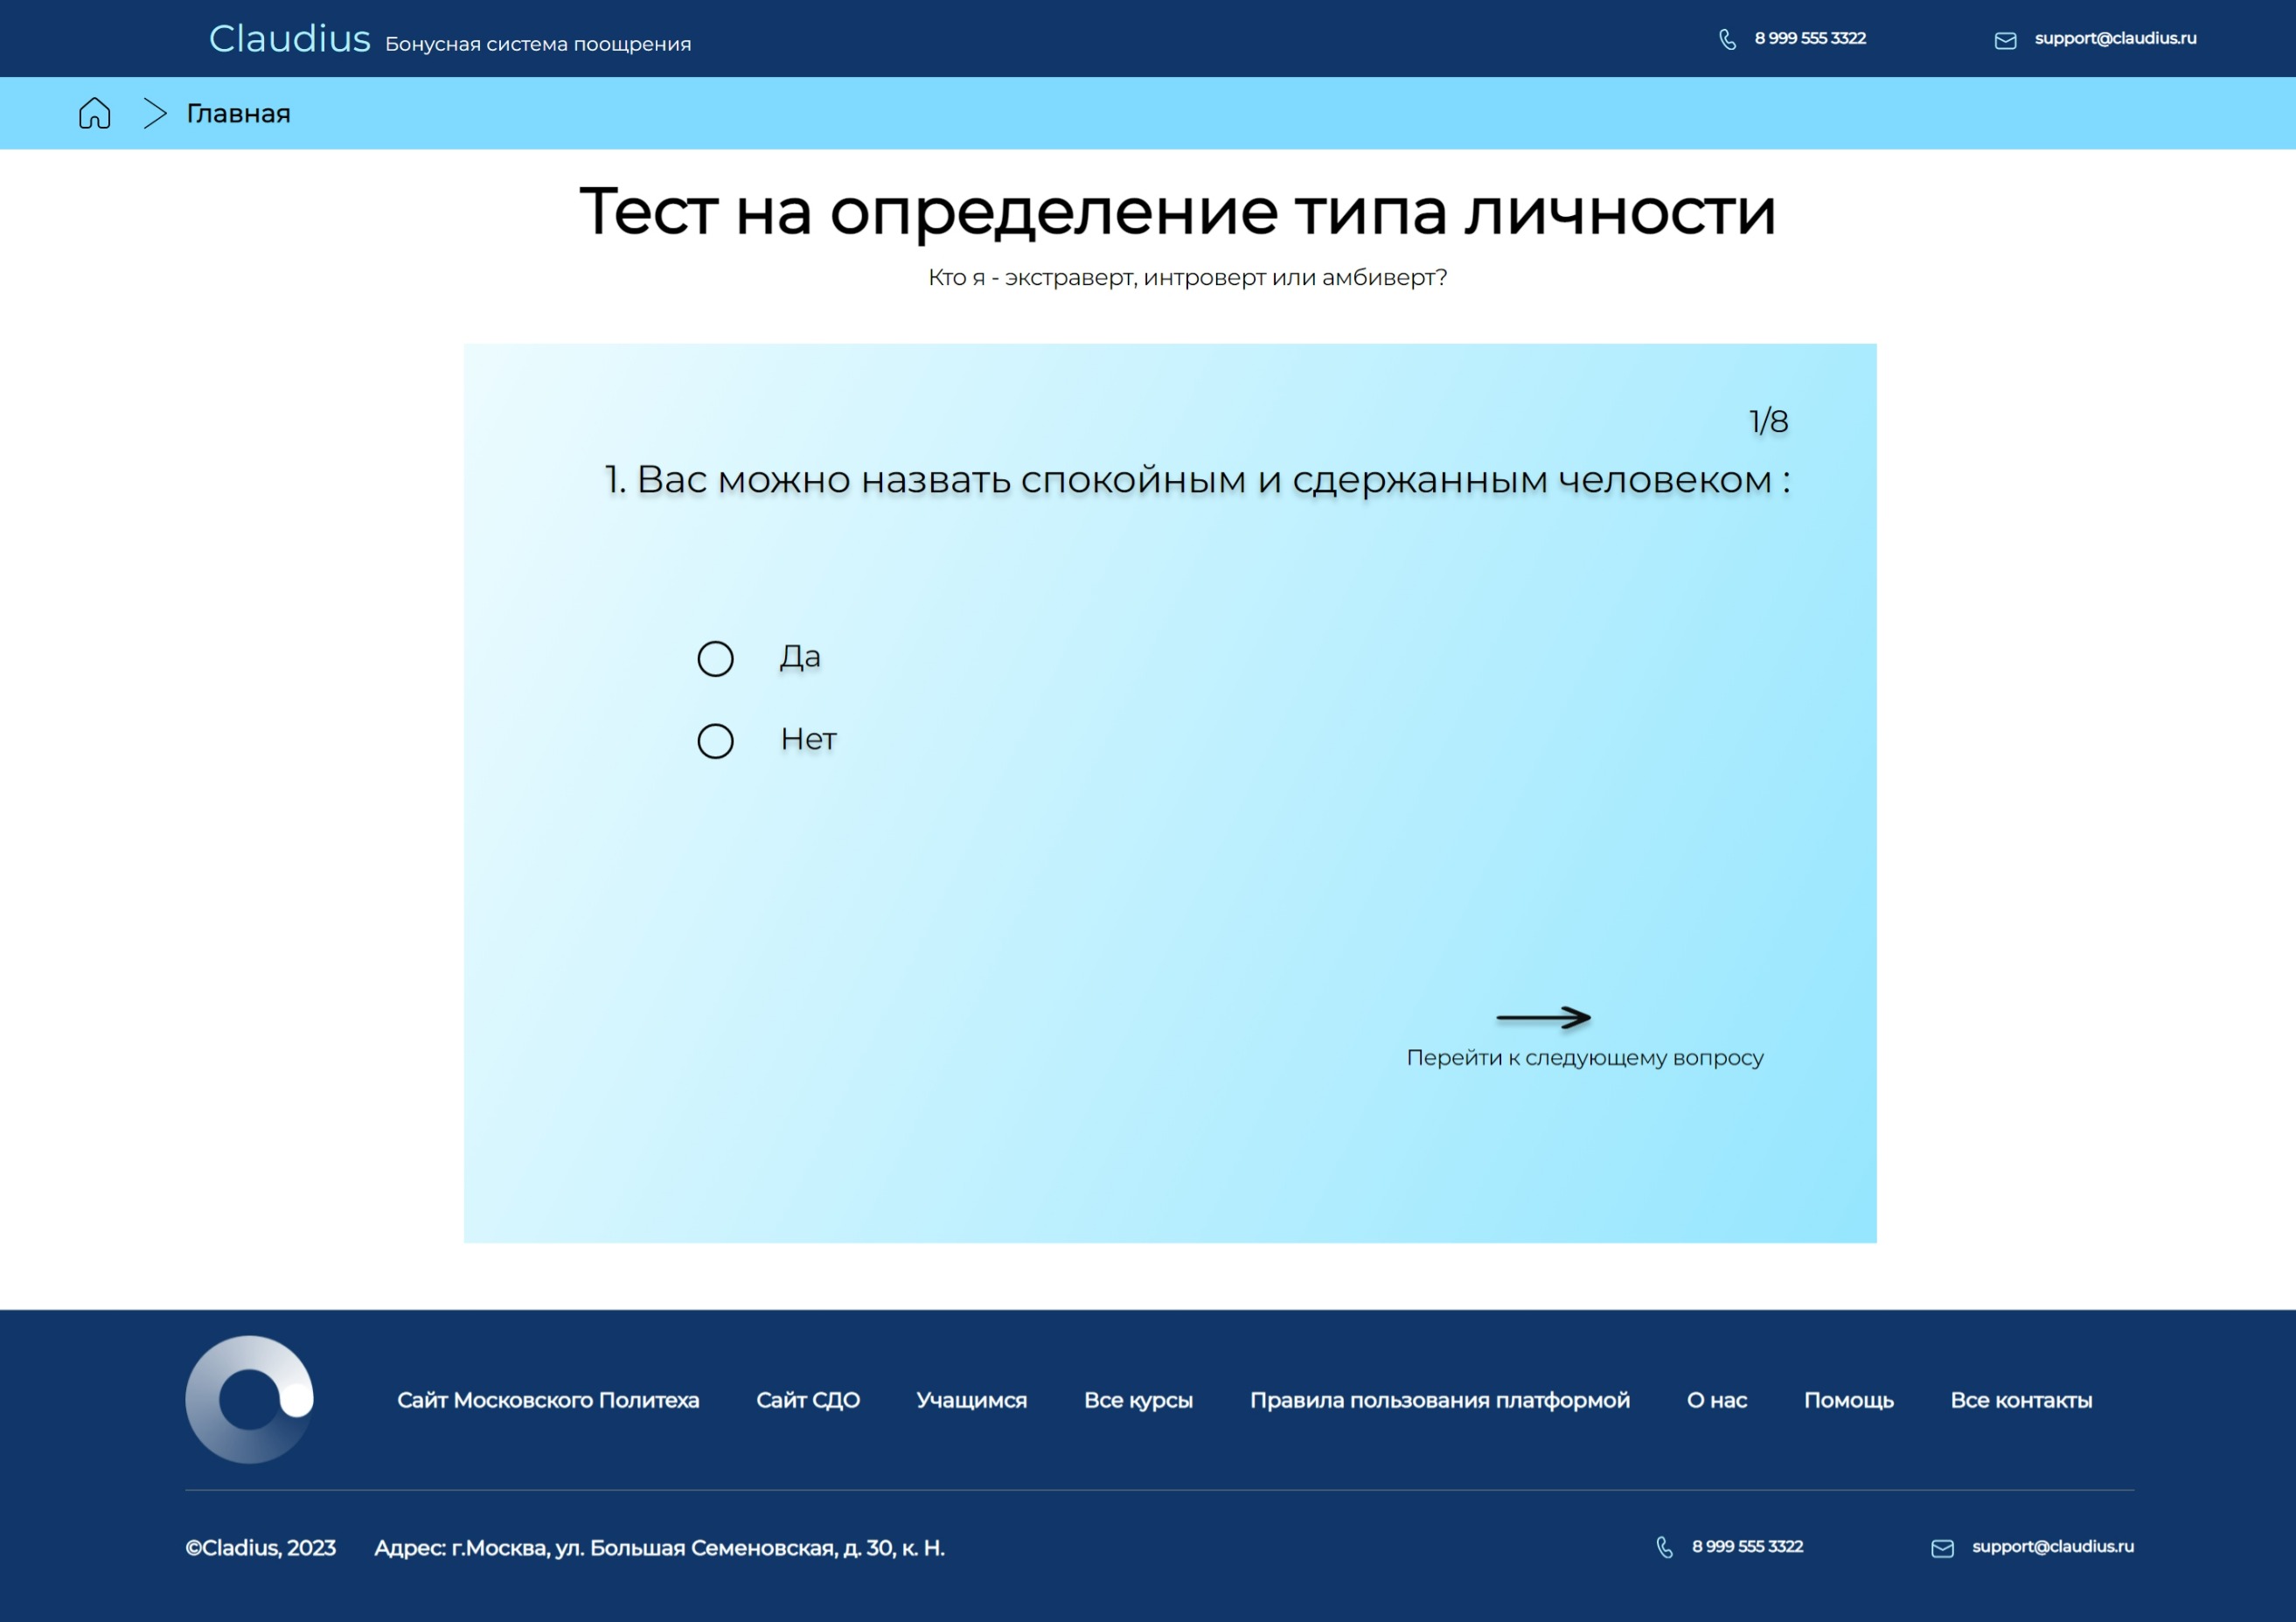 Claudius Бонусная система поощрения 8 999 555 3322 support@claudius.ru
Главная
Тест на определение типа личности
Кто я - экстраверт, интроверт или амбиверт?
1/8
1. Вас можно назвать спокойным и сдержанным человеком :
Да
Нет
Перейти к следующему вопросу
Сайт Московского Политеха Сайт СДО Учащимся Все курсы Правила пользования платформой О нас Помощь Все контакты
©Cladius, 2023 Адрес: г.Москва, ул. Большая Семеновская, д. 30, к. Н. 8 999 555 3322 support@claudius.ru